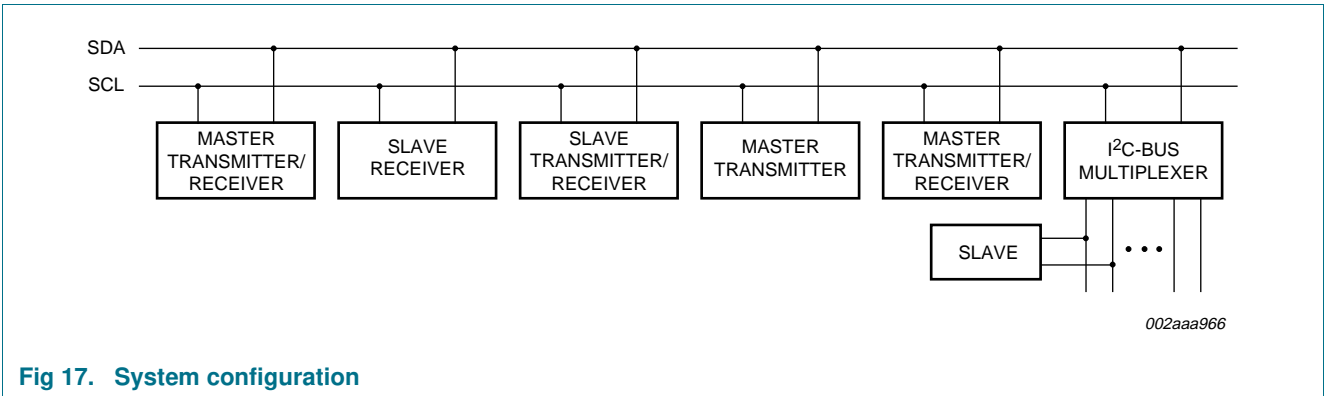 SDA
SCL
MASTER
TRANSMITTER/
RECEIVER
SLAVE
RECEIVER
SLAVE
TRANSMITTER/
RECEIVER
MASTER
TRANSMITTER
MASTER
TRANSMITTER/
RECEIVER
I²C-BUS
MULTIPLEXER
SLAVE
002aaa966
Fig 17. System configuration